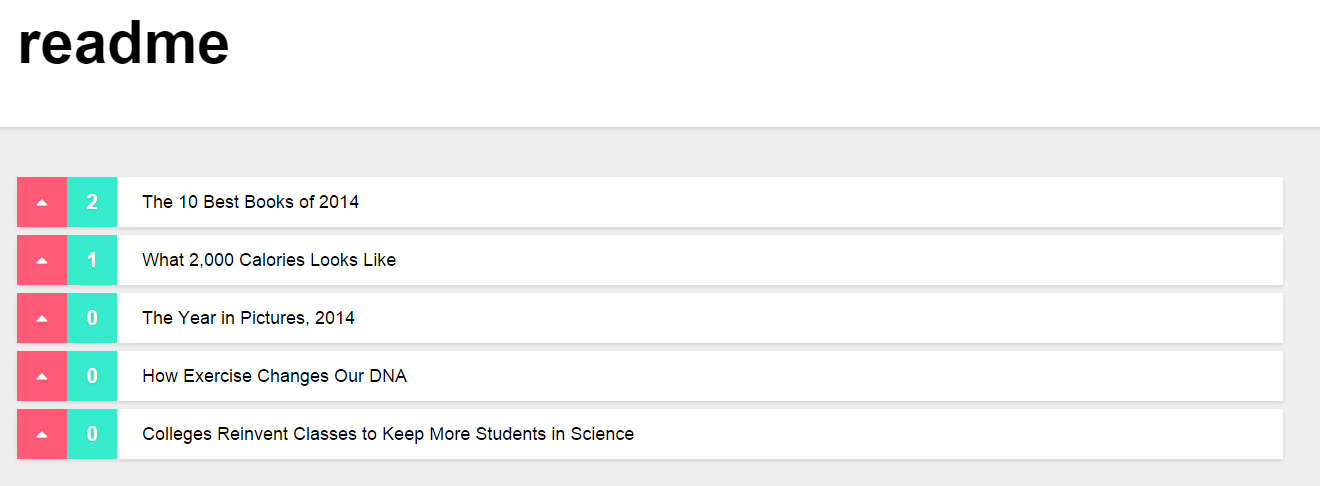 readme
2 The 10 Best Books of 2014
1 What 2,000 Calories Looks Like
0 The Year in Pictures, 2014
0 How Exercise Changes Our DNA
0 Colleges Reinvent Classes to Keep More Students in Science